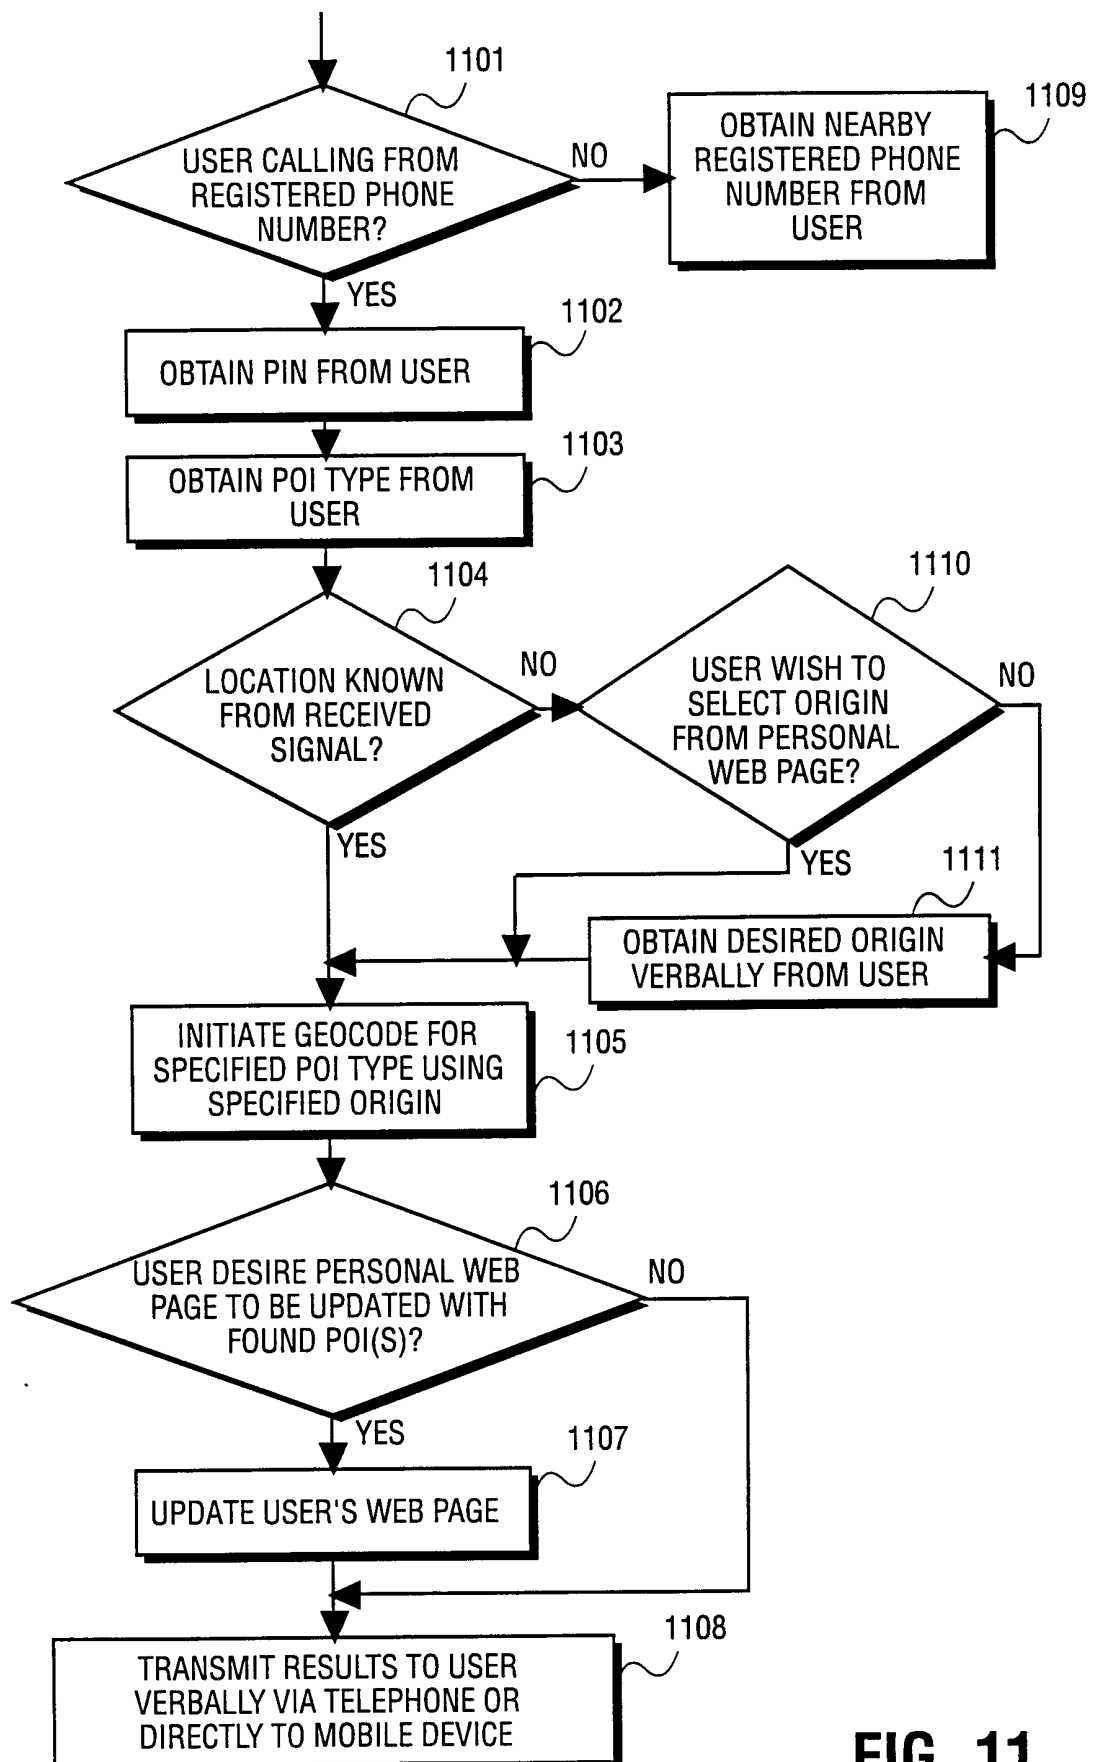 1101
USER CALLING FROM
REGISTERED PHONE
NUMBER?
NO
1109
OBTAIN NEARBY
REGISTERED PHONE
NUMBER FROM
USER
YES
1102
OBTAIN PIN FROM USER
1103
OBTAIN POI TYPE FROM
USER
1104
LOCATION KNOWN
FROM RECEIVED
SIGNAL?
NO
1110
USER WISH TO
SELECT ORIGIN
FROM PERSONAL
WEB PAGE?
NO
YES
YES
1111
OBTAIN DESIRED ORIGIN
VERBALLY FROM USER
INITIATE GEOCODE FOR
SPECIFIED POI TYPE USING
SPECIFIED ORIGIN
1105
1106
USER DESIRE PERSONAL WEB
PAGE TO BE UPDATED WITH
FOUND POI(S)?
NO
YES
1107
UPDATE USER'S WEB PAGE
1108
TRANSMIT RESULTS TO USER
VERBALLY VIA TELEPHONE OR
DIRECTLY TO MOBILE DEVICE
FIG. 11